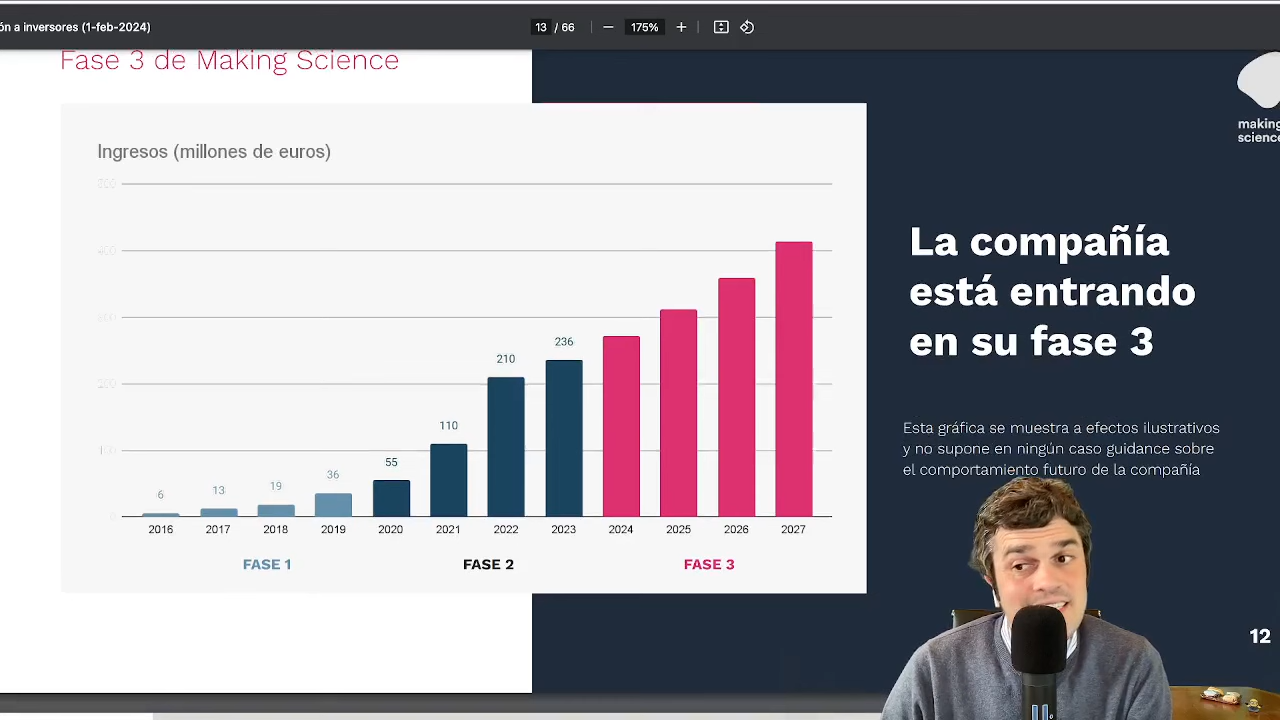 ón a inversores (1-feb-2024)
13 / 66
175%
Fase 3 de Making Science
Ingresos (millones de euros)
400
200
100
6
13
19
36
55
110
210
236
2016
2017
2018
2019
2020
2021
2022
2023
2024
2025
2026
2027
FASE 1
FASE 2
FASE 3
making
science
La compañía
está entrando
en su fase 3
Esta gráfica se muestra a efectos ilustrativos
y no supone en ningún caso guidance sobre
el comportamiento futuro de la compañía
12